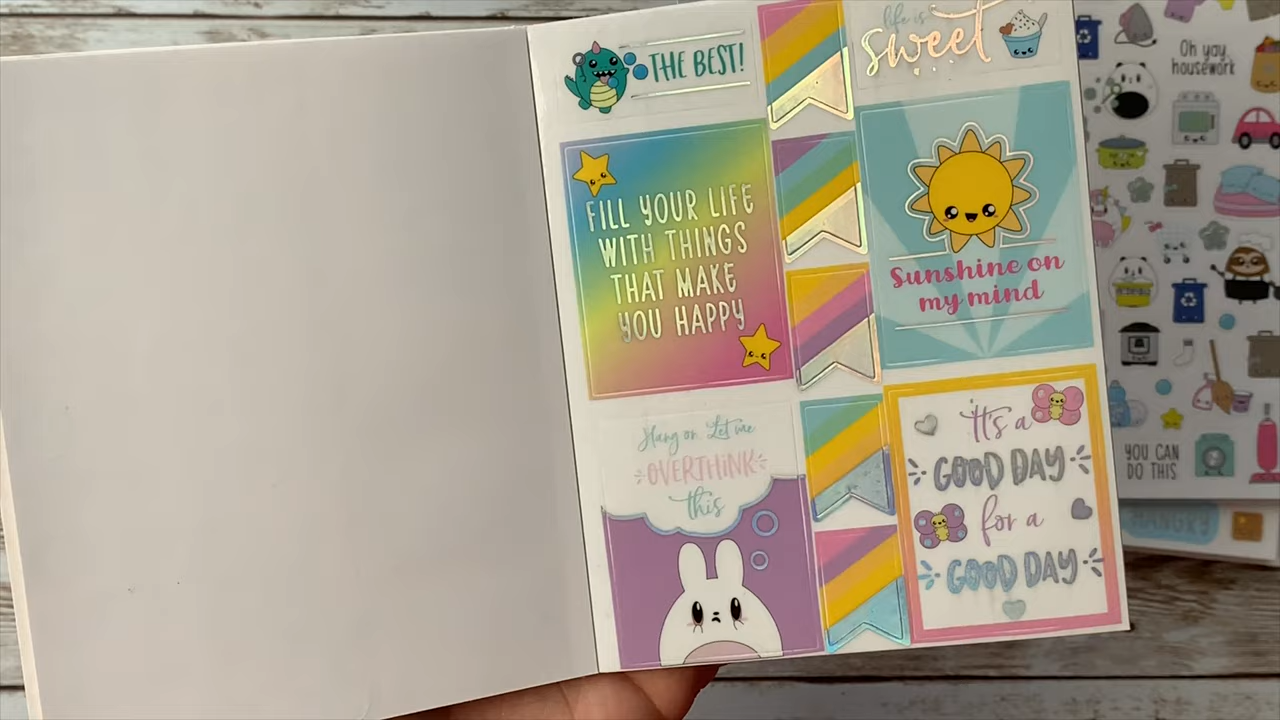 THE BEST!
life is
sweet
FILL YOUR LIFE
WITH THINGS
THAT MAKE
YOU HAPPY
Sunshine on
my mind
Hang on Let me
OVERTHINK
this
It's a
GOOD DAY
for a
GOOD DAY
Oh yay
housework
YOU CAN
DO THIS
HANGRY